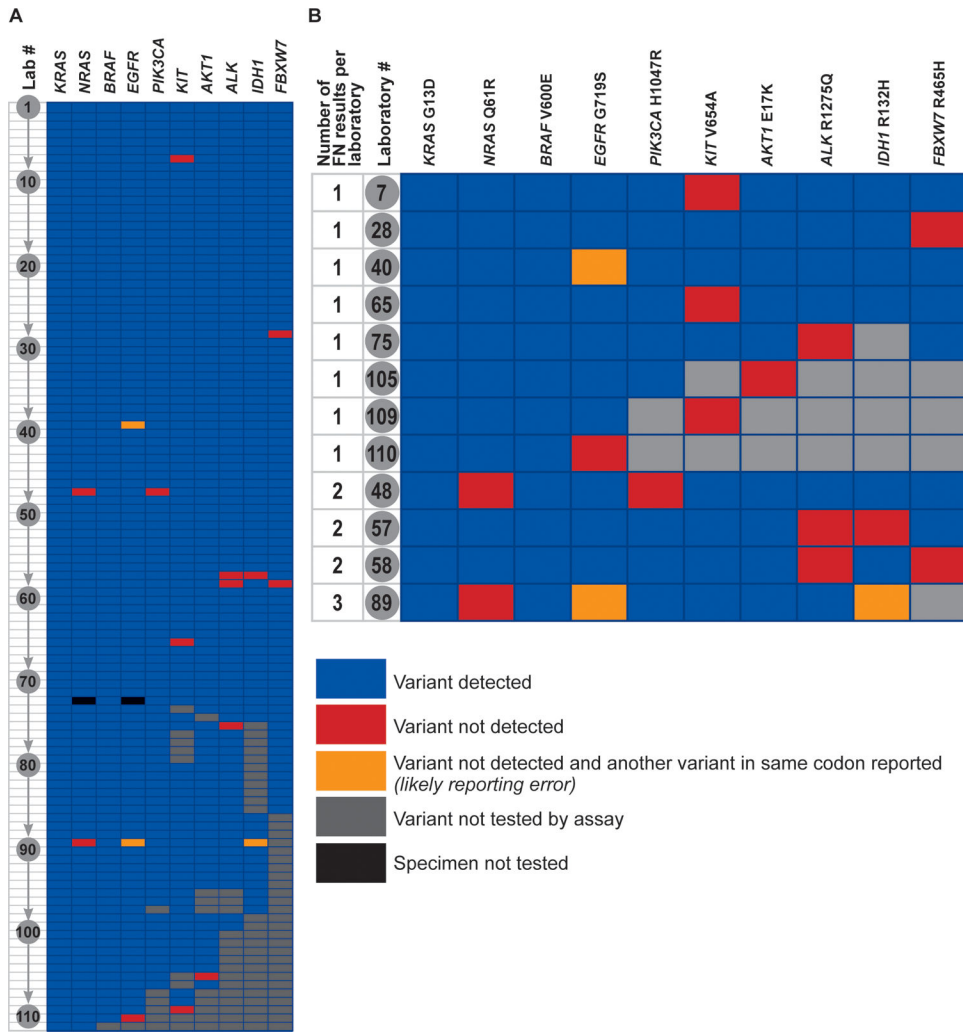 A
Lab #
KRAS
NRAS
BRAF
EGFR
PIK3CA
KIT
AKT1
ALK
IDH1
FBXW7
1
10
20
30
40
50
60
70
80
90
100
110
B
Number of
FN results per
laboratory
Laboratory #
KRAS G13D
NRAS Q61R
BRAF V600E
EGFR G719S
PIK3CA H1047R
KIT V654A
AKT1 E17K
ALK R1275Q
IDH1 R132H
FBXW7 R465H
1 7
1 28
1 40
1 65
1 75
1 105
1 109
1 110
2 48
2 57
2 58
3 89
Variant detected
Variant not detected
Variant not detected and another variant in same codon reported
(likely reporting error)
Variant not tested by assay
Specimen not tested